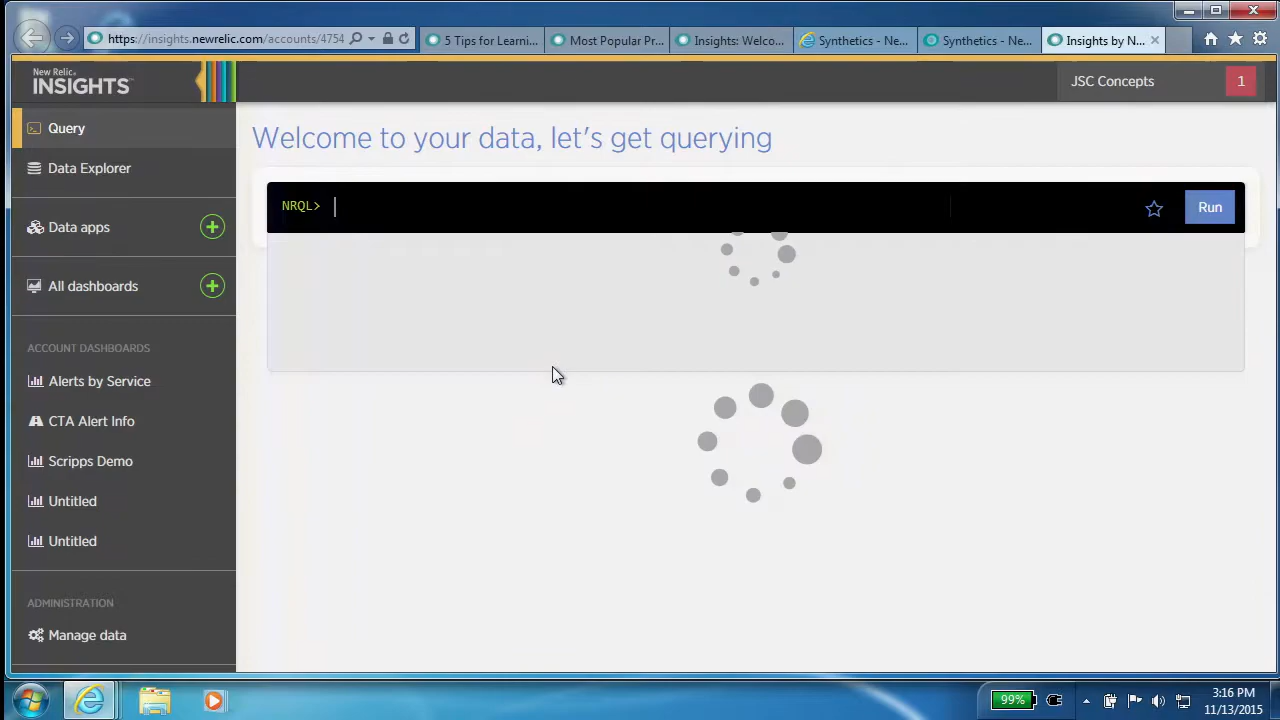 https://insights.newrelic.com/accounts/4754
5 Tips for Learni...
Most Popular Pr...
Insights: Welco...
Synthetics - Ne...
Synthetics - Ne...
Insights by N...
New Relic
INSIGHTS
JSC Concepts
1
Query
Data Explorer
Data apps
All dashboards
ACCOUNT DASHBOARDS
Alerts by Service
CTA Alert Info
Scripps Demo
Untitled
Untitled
ADMINISTRATION
Manage data
Welcome to your data, let's get querying
NRQL>
Run
99%
3:16 PM
11/13/2015